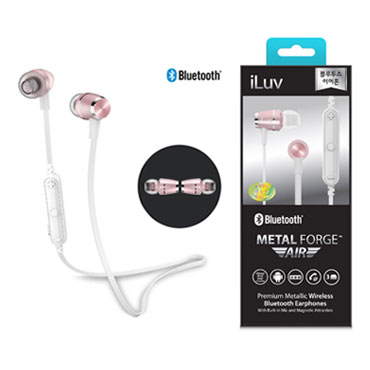 Bluetooth®
블루투스
이어폰
iLuv
Bluetooth®
METAL FORGE™
AIR
Premium Metallic Wireless
Bluetooth Earphones
With Built-in Mic and Magnetic Attraction